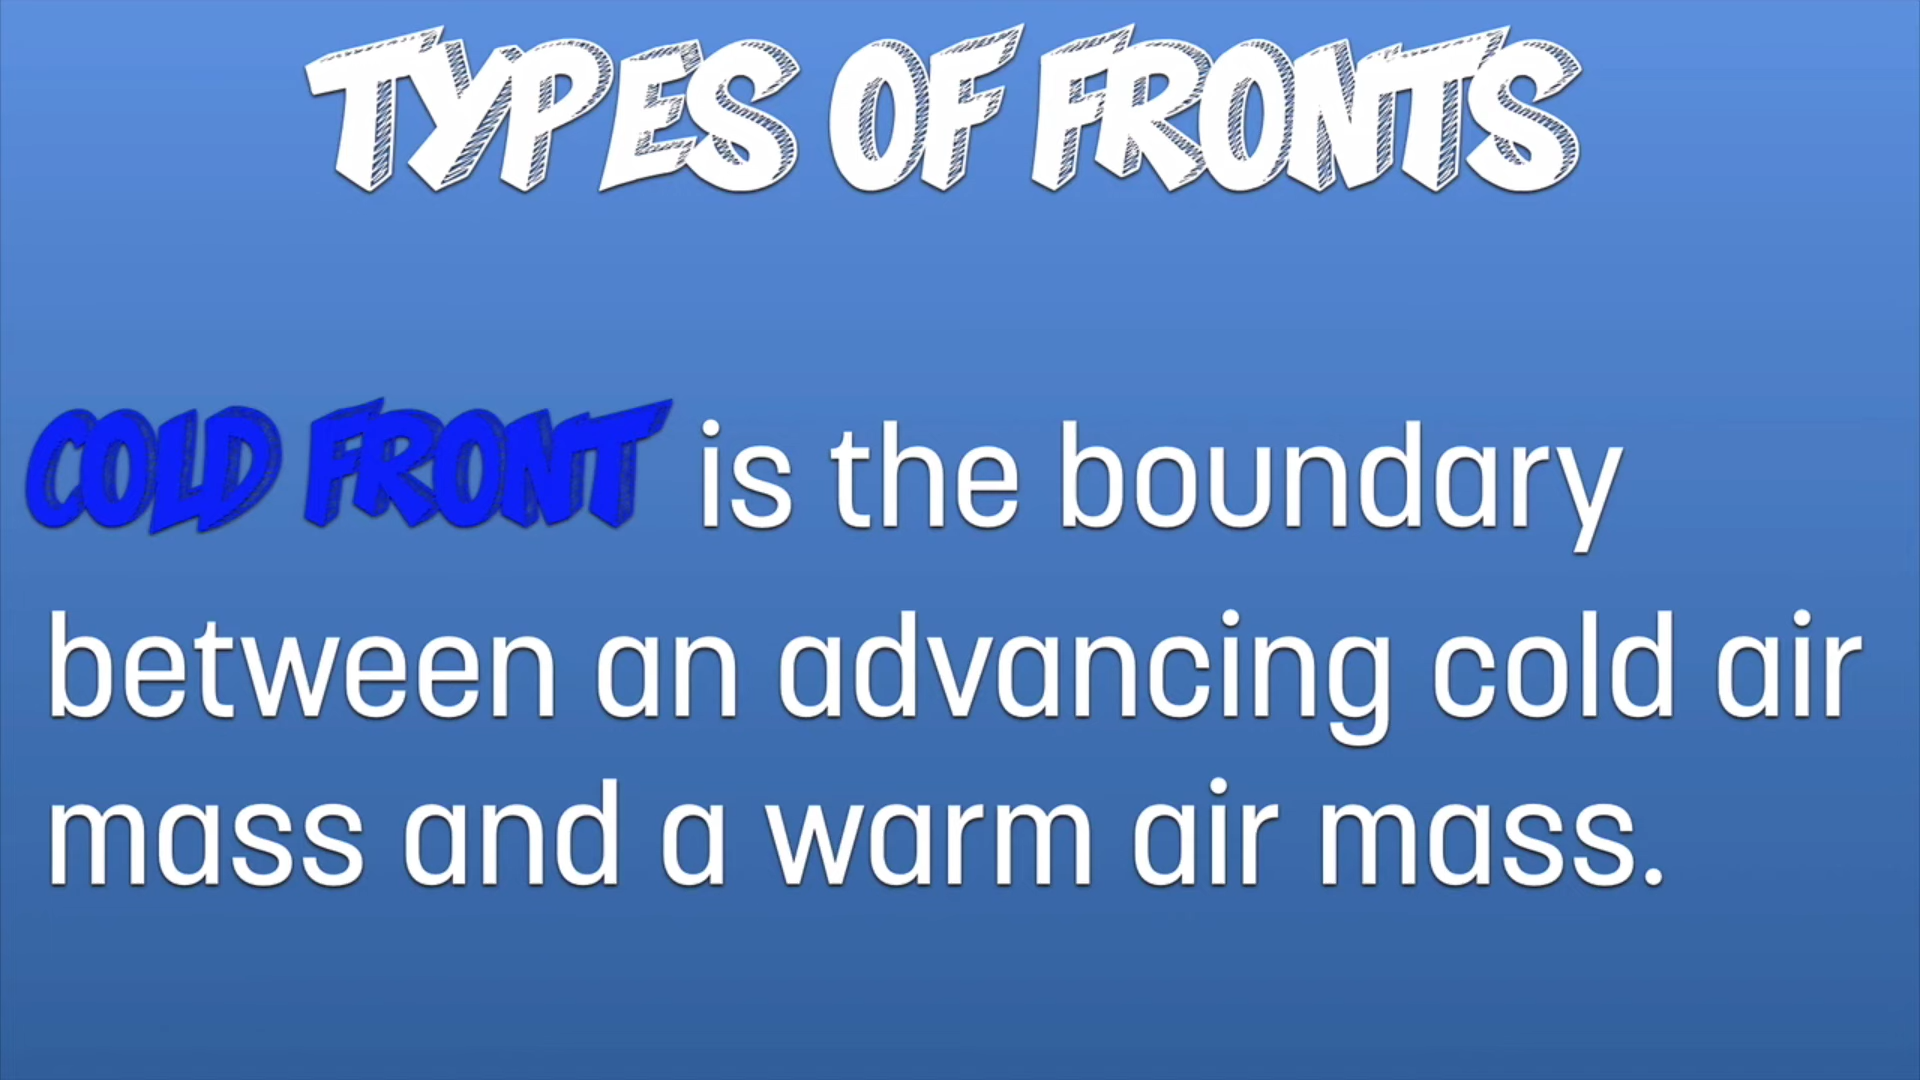 TYPES OF FRONTS
COLD FRONT is the boundary
between an advancing cold air
mass and a warm air mass.